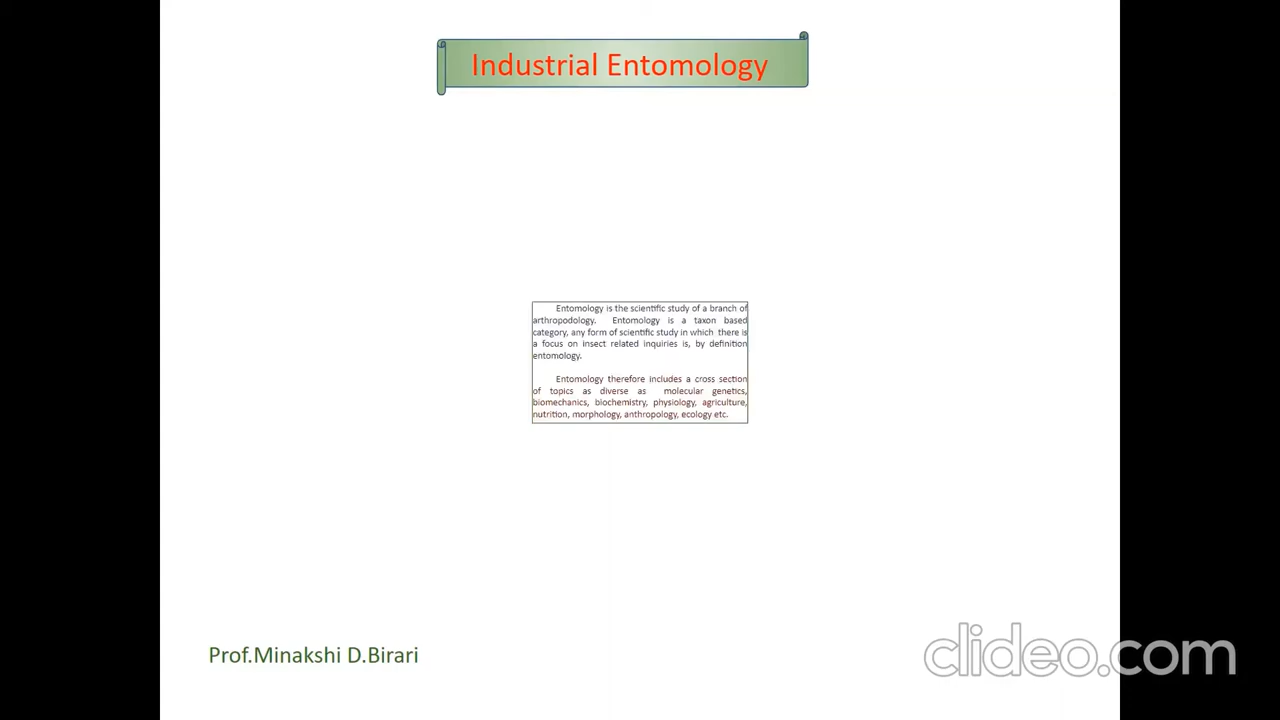 Industrial Entomology
Entomology is the scientific study of a branch of
arthropodology. Entomology is a taxon based
category, any form of scientific study in which there is
a focus on insect related inquiries is, by definition
entomology.
Entomology therefore includes a cross section
of topics as diverse as molecular genetics,
biomechanics, biochemistry, physiology, agriculture,
nutrition, morphology, anthropology, ecology etc.
Prof.Minakshi D.Birari
clideo.com